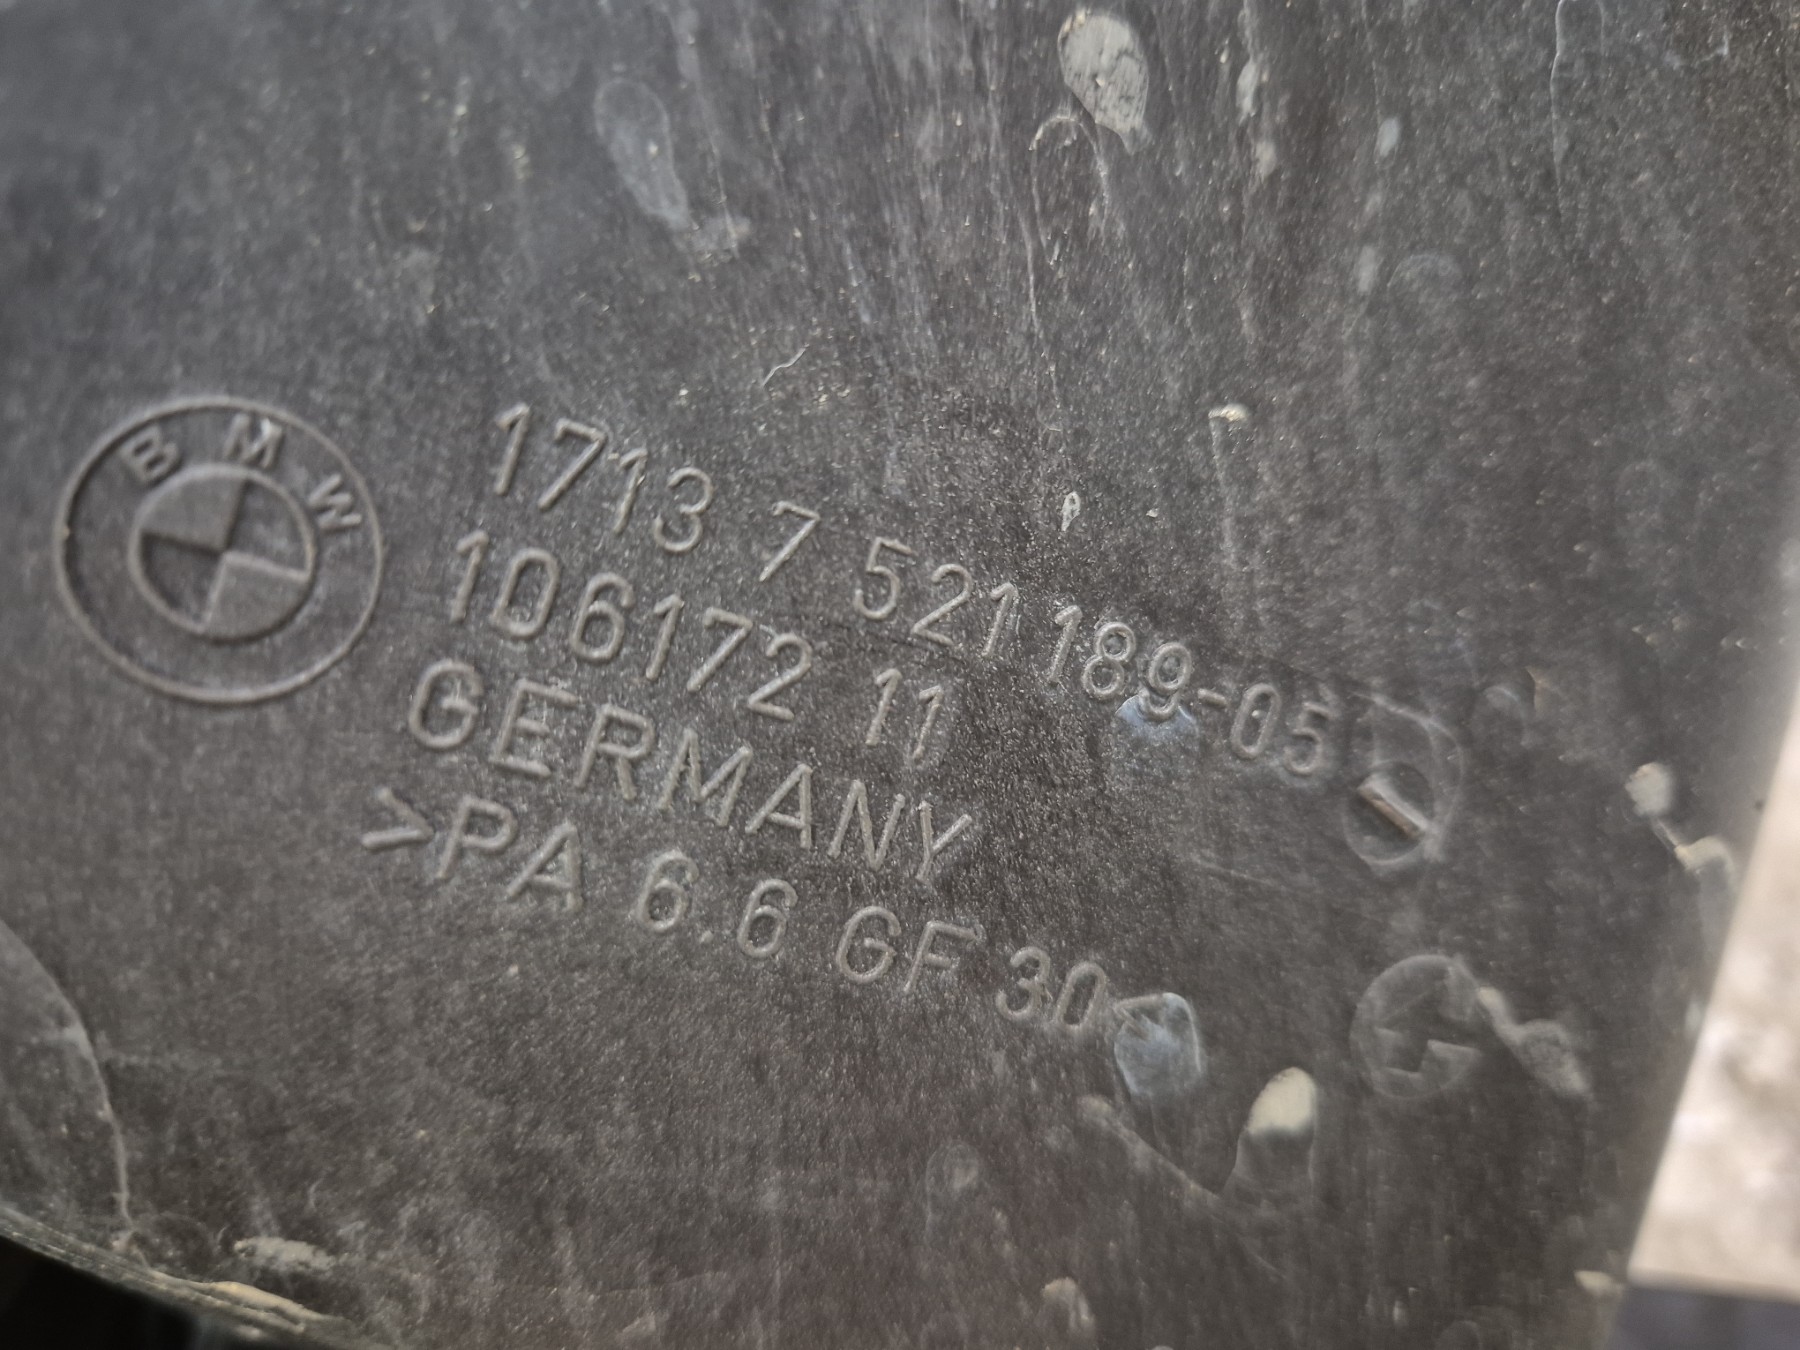 BMW
1713 7 521 189-05
106172 11
GERMANY
>PA 6.6 GF 30<